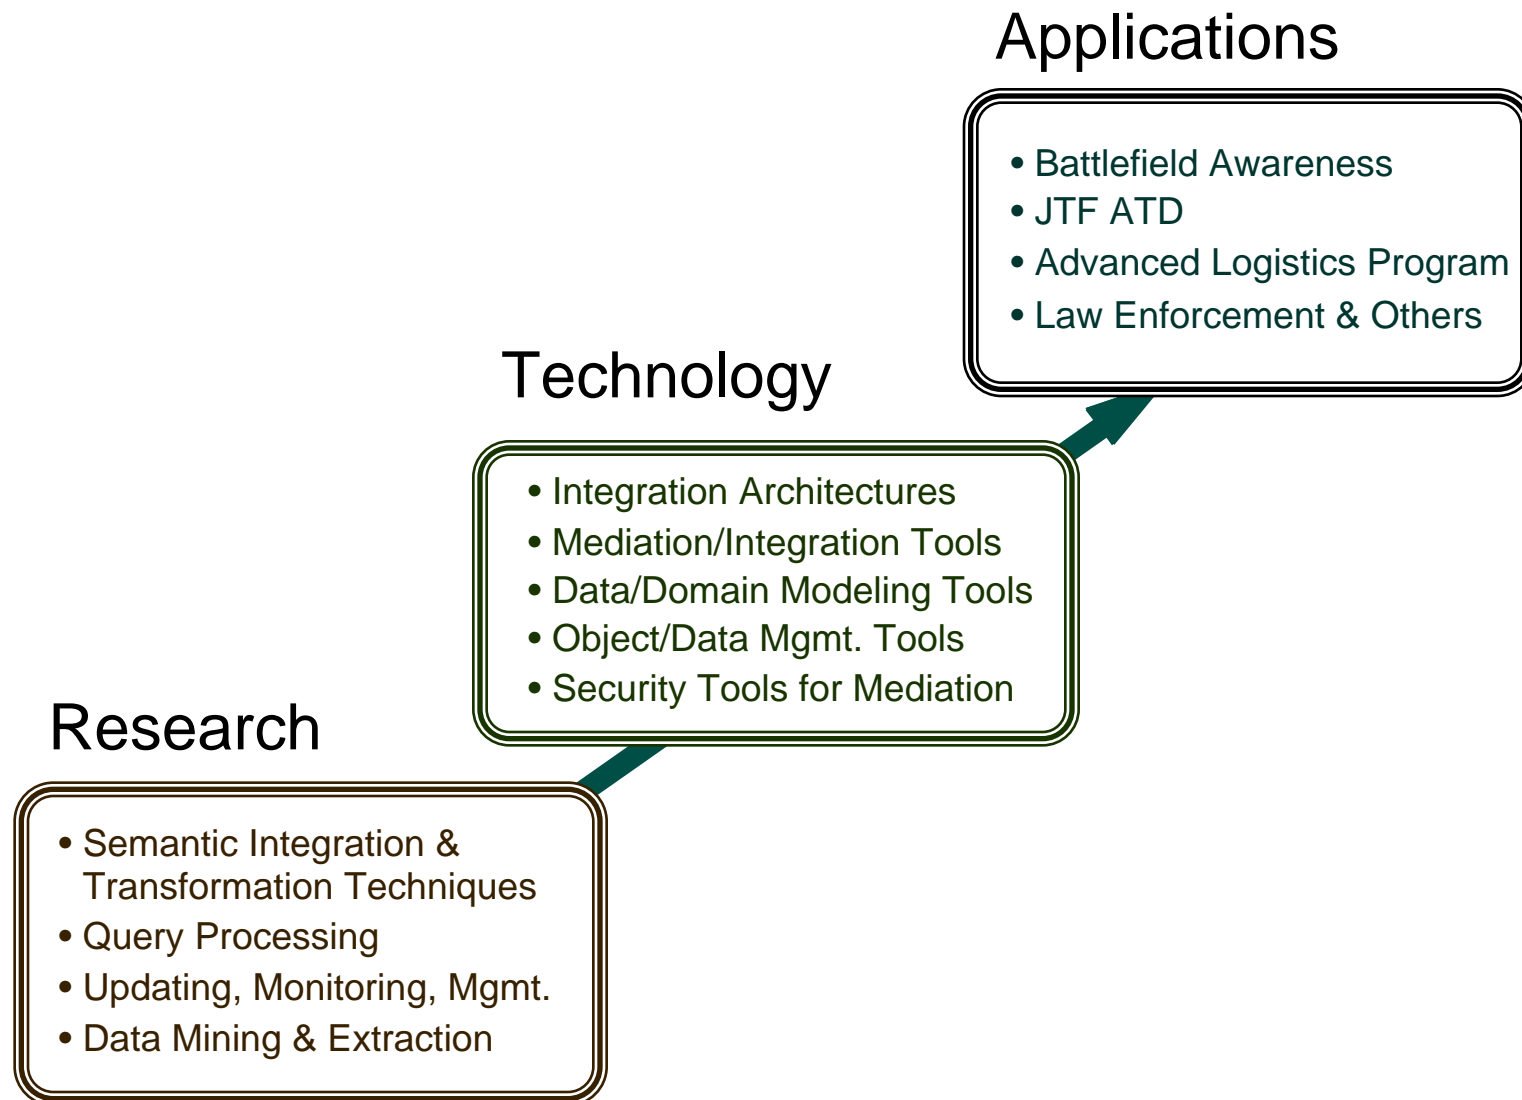 Applications
• Battlefield Awareness
• JTF ATD
• Advanced Logistics Program
• Law Enforcement & Others
Technology
• Integration Architectures
• Mediation/Integration Tools
• Data/Domain Modeling Tools
• Object/Data Mgmt. Tools
• Security Tools for Mediation
Research
• Semantic Integration &
Transformation Techniques
• Query Processing
• Updating, Monitoring, Mgmt.
• Data Mining & Extraction